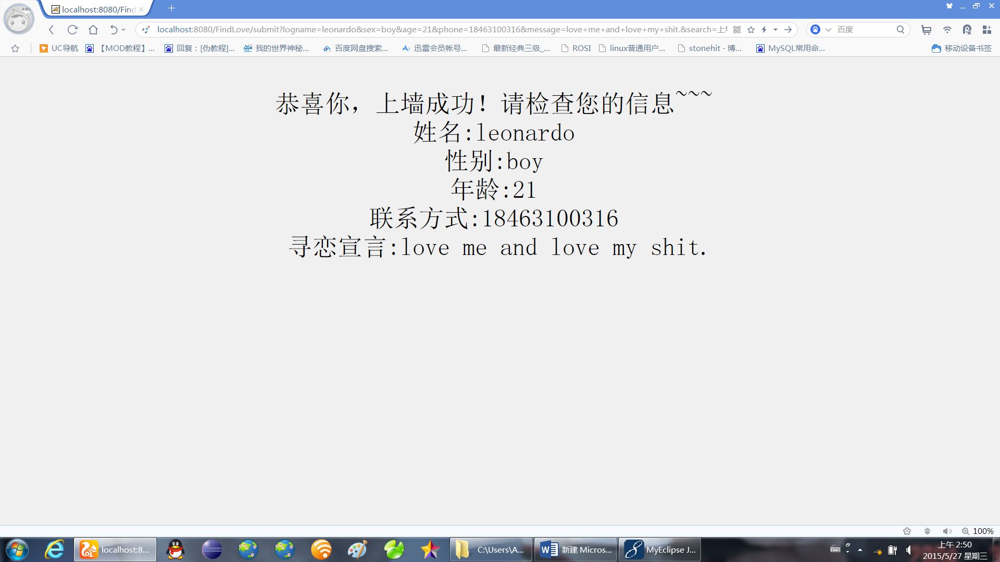 localhost:8080/Find
localhost:8080/FindLove/submit?logname=leonardo&sex=boy&age=21&phone=18463100316&message=love+me+and+love+my+shit.&search=上
百度
UC导航
【MOD教程】...
回复：[伪教程]...
我的世界神秘...
百度网盘搜索...
迅雷会员帐号...
最新经典三级_...
ROSI
linux普通用户...
stonehit - 博...
MySQL常用命...
移动设备书签
恭喜你，上墙成功！请检查您的信息~~~
姓名:leonardo
性别:boy
年龄:21
联系方式:18463100316
寻恋宣言:love me and love my shit.
100%
localhost:8...
C:\Users\A...
新建 Micros...
MyEclipse J...
上午 2:50
2015/5/27 星期三